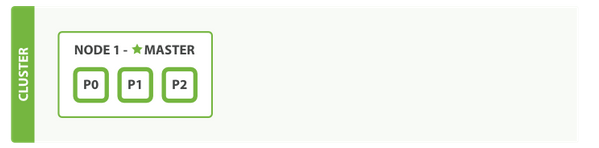 CLUSTER
NODE 1 - ★ MASTER
P0 P1 P2